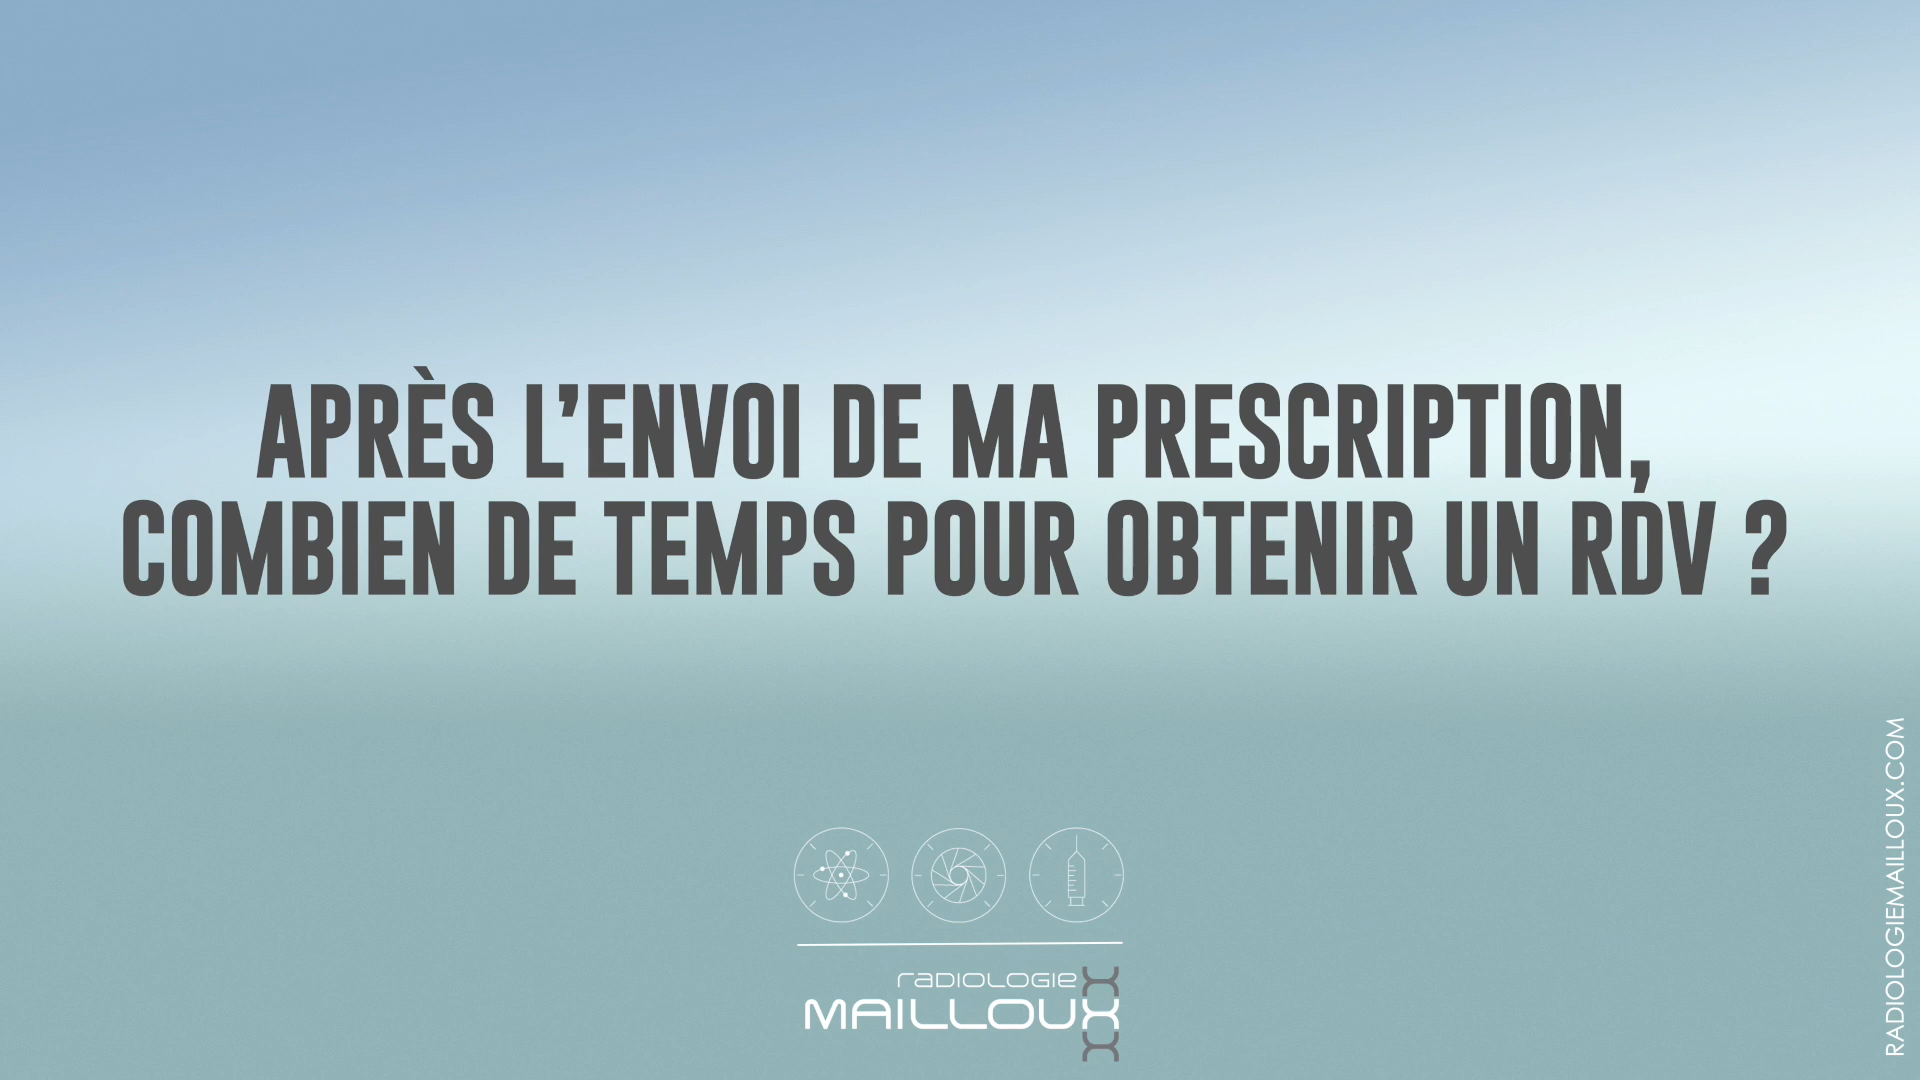 APRÈS L’ENVOI DE MA PRESCRIPTION,
COMBIEN DE TEMPS POUR OBTENIR UN RDV ?
RADIOLOGIE
MAILLOUX
RADIOLOGIEMAILLOUX.COM